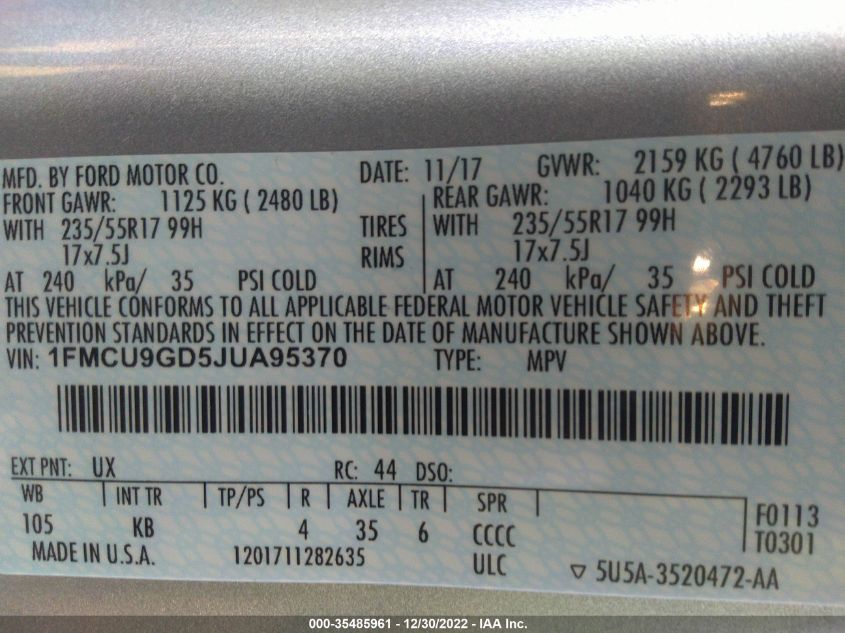 MFD. BY FORD MOTOR CO. DATE: 11/17 GVWR: 2159 KG ( 4760 LB)
FRONT GAWR: 1125 KG ( 2480 LB) REAR GAWR: 1040 KG ( 2293 LB)
WITH 235/55R17 99H TIRES WITH 235/55R17 99H
17x7.5J RIMS 17x7.5J
AT 240 kPa/ 35 PSI COLD AT 240 kPa/ 35 PSI COLD
THIS VEHICLE CONFORMS TO ALL APPLICABLE FEDERAL MOTOR VEHICLE SAFETY AND THEFT
PREVENTION STANDARDS IN EFFECT ON THE DATE OF MANUFACTURE SHOWN ABOVE.
VIN: 1FMCU9GD5JUA95370 TYPE: MPV
EXT PNT: UX RC: 44 DSO:
WB INT TR TP/PS R AXLE TR SPR
105 KB 4 35 6 CCCC
F0113
T0301
MADE IN U.S.A. 1201711282635 ULC ▽ 5U5A-3520472-AA
000-35485961 - 12/30/2022 - IAA Inc.